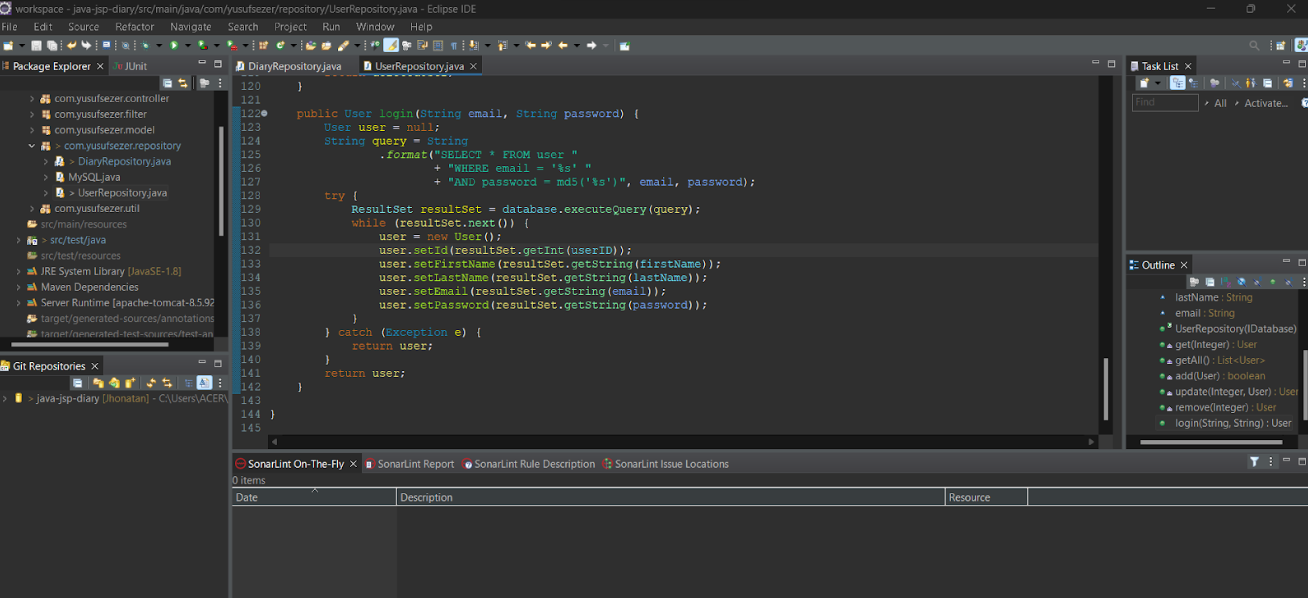 workspace - java-jsp-diary/src/main/java/com/yusufsezer/repository/UserRepository.java - Eclipse IDE
File Edit Source Refactor Navigate Search Project Run Window Help
Package Explorer × JUnit
com.yusufsezer.controller
com.yusufsezer.filter
com.yusufsezer.model
> com.yusufsezer.repository
> DiaryRepository.java
MySQL.java
> UserRepository.java
com.yusufsezer.util
src/main/resources
> src/test/java
src/test/resources
JRE System Library [JavaSE-1.8]
Maven Dependencies
Server Runtime [apache-tomcat-8.5.92
target/generated-sources/annotations
target/generated-test-sources/test-an
Git Repositories ×
> java-jsp-diary [Jhonatan] - C:\Users\ACER\
DiaryRepository.java UserRepository.java ×
120 }
121
122 public User login(String email, String password) {
123 User user = null;
124 String query = String
125 .format("SELECT * FROM user "
126 + "WHERE email = '%s' "
127 + "AND password = md5('%s')", email, password);
128 try {
129 ResultSet resultSet = database.executeQuery(query);
130 while (resultSet.next()) {
131 user = new User();
132 user.setId(resultSet.getInt(userID));
133 user.setFirstName(resultSet.getString(firstName));
134 user.setLastName(resultSet.getString(lastName));
135 user.setEmail(resultSet.getString(email));
136 user.setPassword(resultSet.getString(password));
137 }
138 } catch (Exception e) {
139 return user;
140 }
141 return user;
142 }
143
144 }
145
Task List ×
Find All Activate...
Outline ×
lastName : String
email : String
UserRepository(IDatabase)
get(Integer) : User
getAll() : List<User>
add(User) : boolean
update(Integer, User) : User
remove(Integer) : User
login(String, String) : User
SonarLint On-The-Fly × SonarLint Report SonarLint Rule Description SonarLint Issue Locations
0 items
Date Description Resource